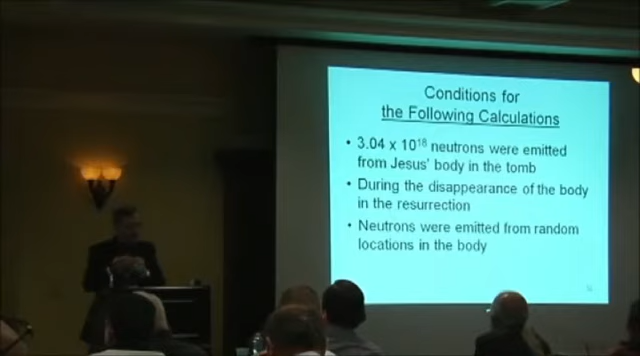 Conditions for
the Following Calculations
• 3.04 x 10¹⁸ neutrons were emitted
from Jesus' body in the tomb
• During the disappearance of the body
in the resurrection
• Neutrons were emitted from random
locations in the body